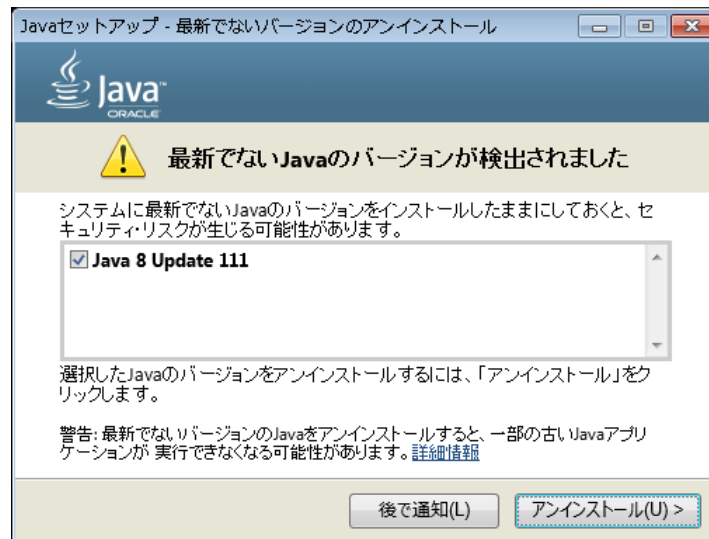 Javaセットアップ - 最新でないバージョンのアンインストール
Java™
ORACLE
最新でないJavaのバージョンが検出されました
システムに最新でないJavaのバージョンをインストールしたままにしておくと、セ
キュリティ・リスクが生じる可能性があります。
Java 8 Update 111
選択したJavaのバージョンをアンインストールするには、「アンインストール」をク
リックします。
警告: 最新でないバージョンのJavaをアンインストールすると、一部の古いJavaアプリ
ケーションが 実行できなくなる可能性があります。詳細情報
後で通知(L)
アンインストール(U) >